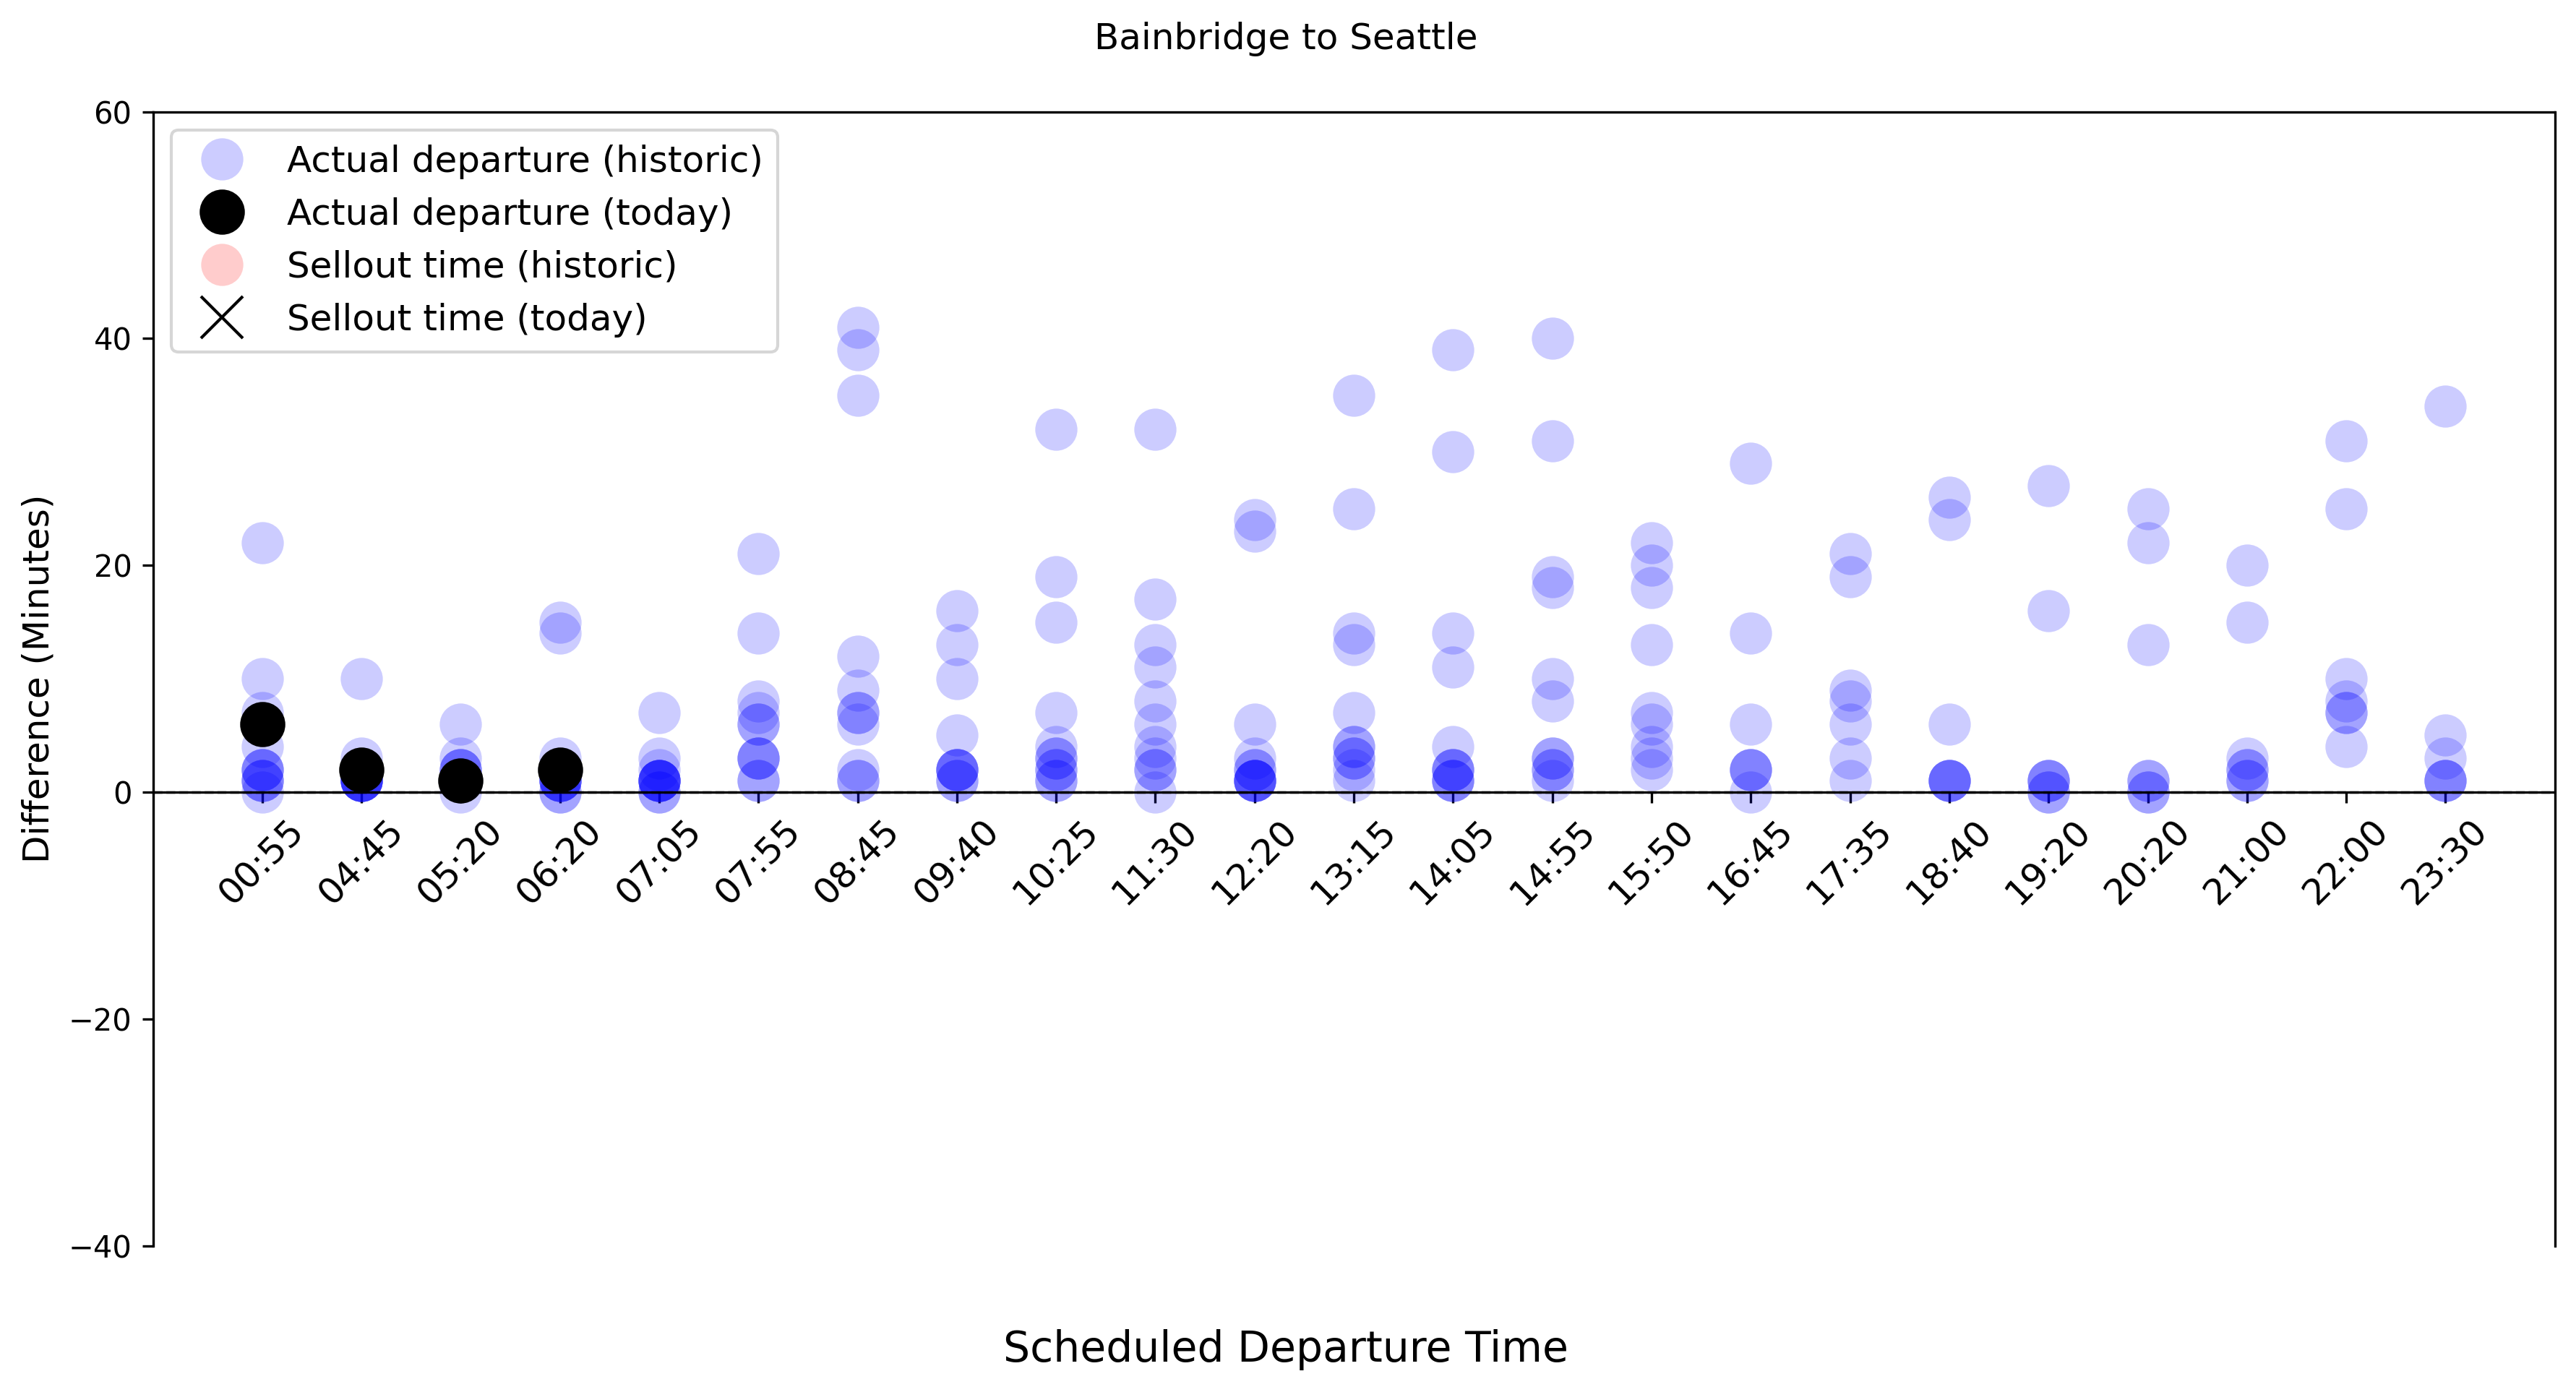 Bainbridge to Seattle
60
40
20
0
−20
−40
Difference (Minutes)
Actual departure (historic)
Actual departure (today)
Sellout time (historic)
Sellout time (today)
00:55 04:45 05:20 06:20 07:05 07:55 08:45 09:40 10:25 11:30 12:20 13:15 14:05 14:55 15:50 16:45 17:35 18:40 19:20 20:20 21:00 22:00 23:30
Scheduled Departure Time